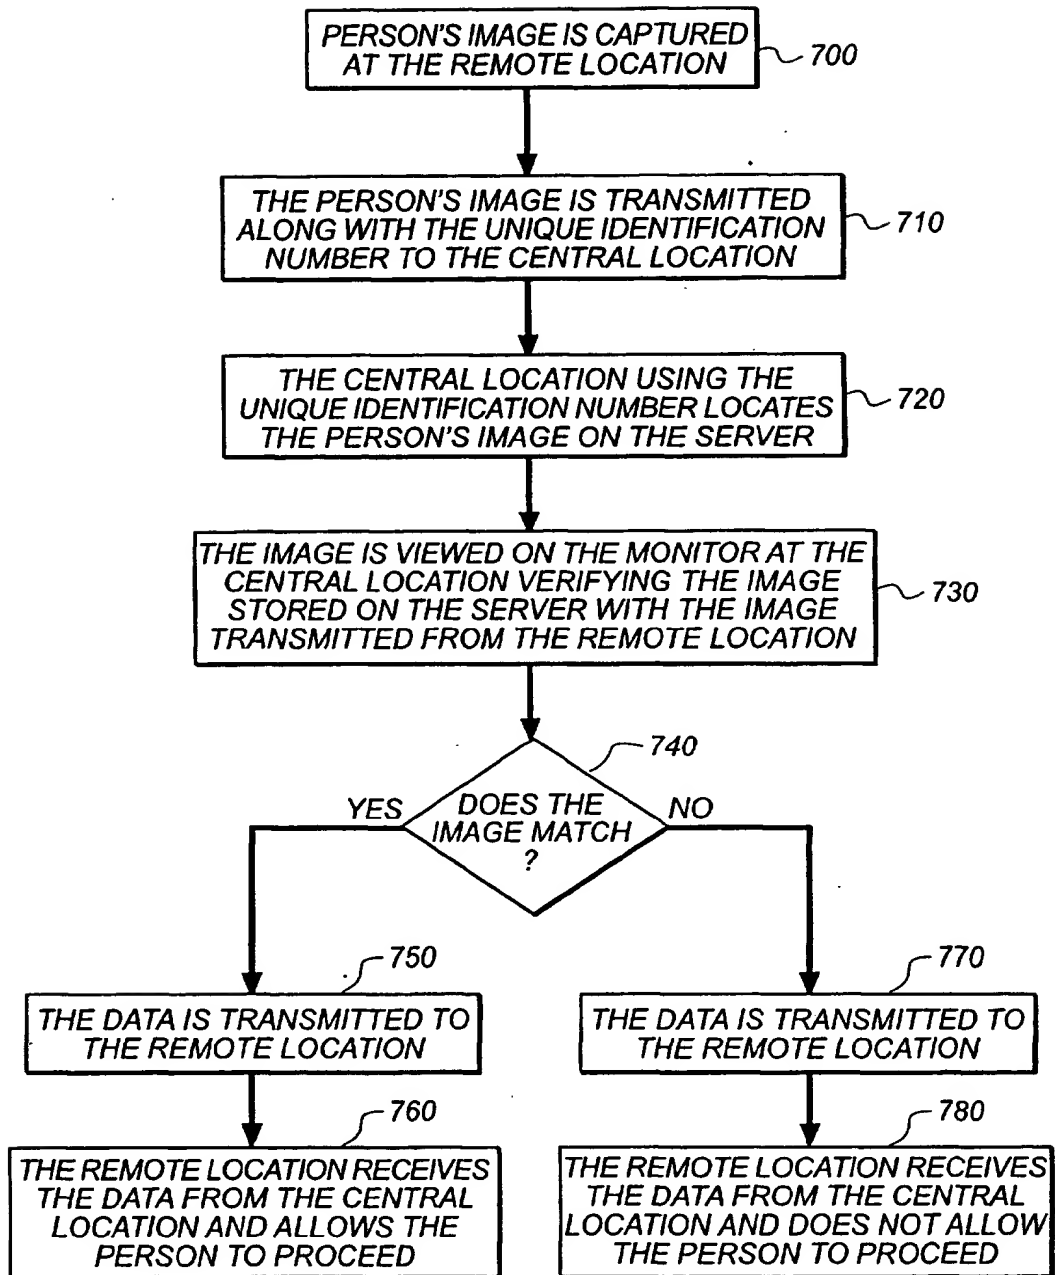 PERSON'S IMAGE IS CAPTURED
AT THE REMOTE LOCATION
700
THE PERSON'S IMAGE IS TRANSMITTED
ALONG WITH THE UNIQUE IDENTIFICATION
NUMBER TO THE CENTRAL LOCATION
710
THE CENTRAL LOCATION USING THE
UNIQUE IDENTIFICATION NUMBER LOCATES
THE PERSON'S IMAGE ON THE SERVER
720
THE IMAGE IS VIEWED ON THE MONITOR AT THE
CENTRAL LOCATION VERIFYING THE IMAGE
STORED ON THE SERVER WITH THE IMAGE
TRANSMITTED FROM THE REMOTE LOCATION
730
740
YES
DOES THE
IMAGE MATCH
?
NO
750
THE DATA IS TRANSMITTED TO
THE REMOTE LOCATION
770
THE DATA IS TRANSMITTED TO
THE REMOTE LOCATION
760
THE REMOTE LOCATION RECEIVES
THE DATA FROM THE CENTRAL
LOCATION AND ALLOWS THE
PERSON TO PROCEED
780
THE REMOTE LOCATION RECEIVES
THE DATA FROM THE CENTRAL
LOCATION AND DOES NOT ALLOW
THE PERSON TO PROCEED